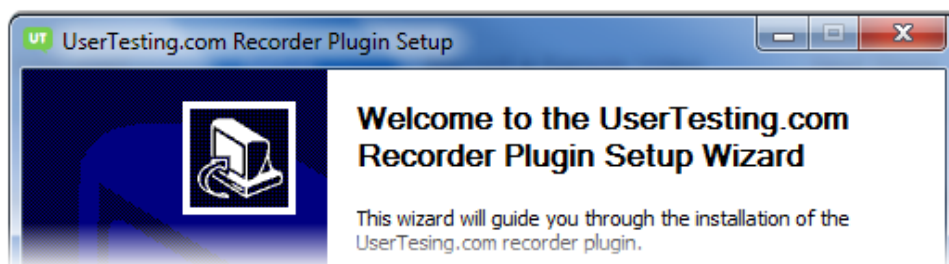 UT UserTesting.com Recorder Plugin Setup
Welcome to the UserTesting.com
Recorder Plugin Setup Wizard
This wizard will guide you through the installation of the
UserTesing.com recorder plugin.